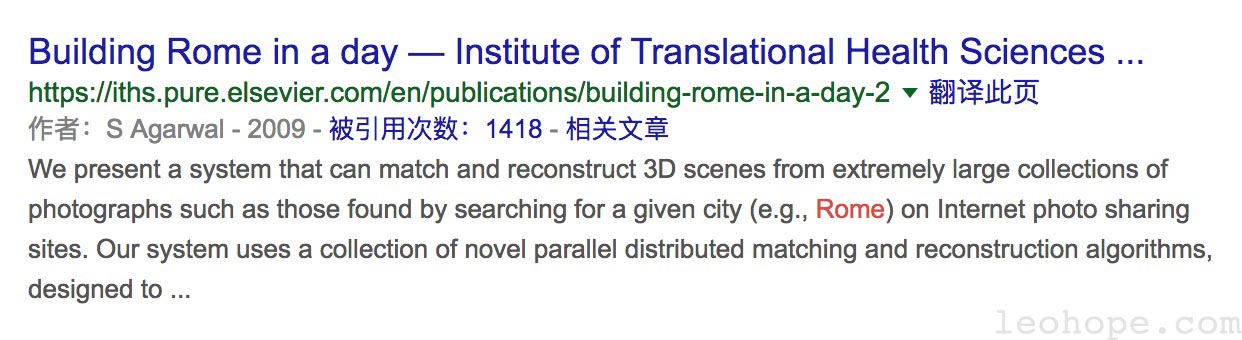 Building Rome in a day — Institute of Translational Health Sciences ...
https://iths.pure.elsevier.com/en/publications/building-rome-in-a-day-2 ▼ 翻译此页
作者：S Agarwal - 2009 - 被引用次数：1418 - 相关文章
We present a system that can match and reconstruct 3D scenes from extremely large collections of
photographs such as those found by searching for a given city (e.g., Rome) on Internet photo sharing
sites. Our system uses a collection of novel parallel distributed matching and reconstruction algorithms,
designed to ...
leohope.com